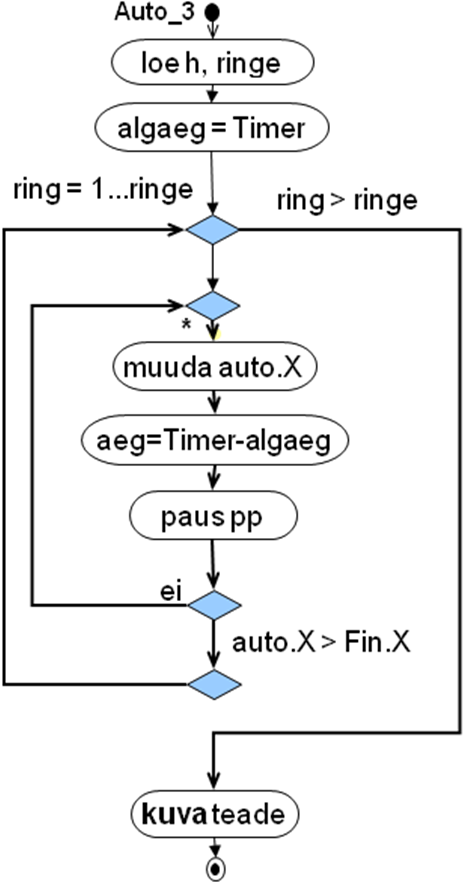 Auto_3
loe h, ringe
algaeg = Timer
ring = 1...ringe
ring > ringe
*
muuda auto.X
aeg=Timer-algaeg
paus pp
ei
auto.X > Fin.X
kuva teade